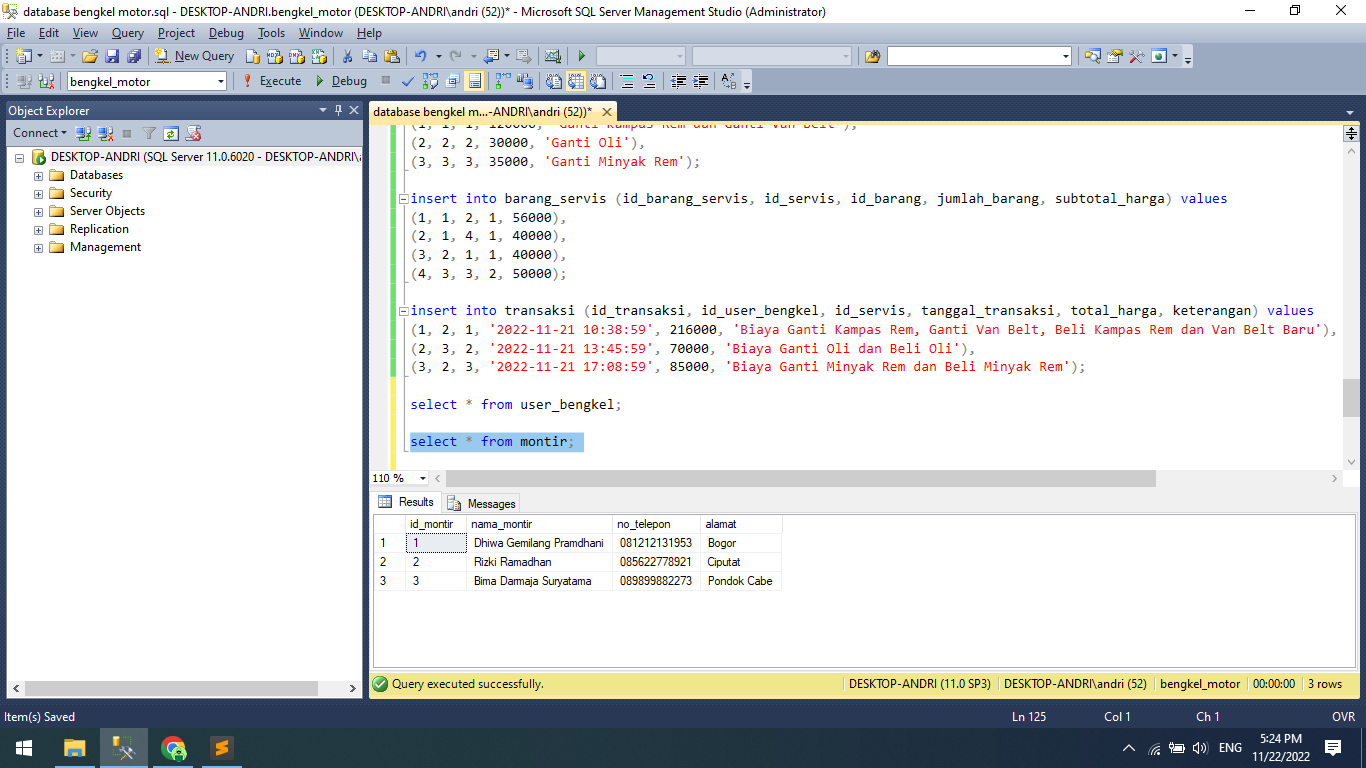 database bengkel motor.sql - DESKTOP-ANDRI.bengkel_motor (DESKTOP-ANDRI\andri (52))* - Microsoft SQL Server Management Studio (Administrator)
File Edit View Query Project Debug Tools Window Help
New Query
bengkel_motor Execute Debug
Object Explorer
database bengkel m...-ANDRI\andri (52))*
Connect
DESKTOP-ANDRI (SQL Server 11.0.6020 - DESKTOP-ANDRI\
Databases
Security
Server Objects
Replication
Management
(1, 1, 1, 120000, 'Ganti Kampas Rem dan Ganti Van Belt'),
(2, 2, 2, 30000, 'Ganti Oli'),
(3, 3, 3, 35000, 'Ganti Minyak Rem');
insert into barang_servis (id_barang_servis, id_servis, id_barang, jumlah_barang, subtotal_harga) values
(1, 1, 2, 1, 56000),
(2, 1, 4, 1, 40000),
(3, 2, 1, 1, 40000),
(4, 3, 3, 2, 50000);
insert into transaksi (id_transaksi, id_user_bengkel, id_servis, tanggal_transaksi, total_harga, keterangan) values
(1, 2, 1, '2022-11-21 10:38:59', 216000, 'Biaya Ganti Kampas Rem, Ganti Van Belt, Beli Kampas Rem dan Van Belt Baru'),
(2, 3, 2, '2022-11-21 13:45:59', 70000, 'Biaya Ganti Oli dan Beli Oli'),
(3, 2, 3, '2022-11-21 17:08:59', 85000, 'Biaya Ganti Minyak Rem dan Beli Minyak Rem');
select * from user_bengkel;
select * from montir;
110 %
Results Messages
id_montir nama_montir no_telepon alamat
1 1 Dhiwa Gemilang Pramdhani 081212131953 Bogor
2 2 Rizki Ramadhan 085622778921 Ciputat
3 3 Bima Darmaja Suryatama 089899882273 Pondok Cabe
Query executed successfully. DESKTOP-ANDRI (11.0 SP3) DESKTOP-ANDRI\andri (52) bengkel_motor 00:00:00 3 rows
Item(s) Saved Ln 125 Col 1 Ch 1 OVR
ENG
5:24 PM
11/22/2022